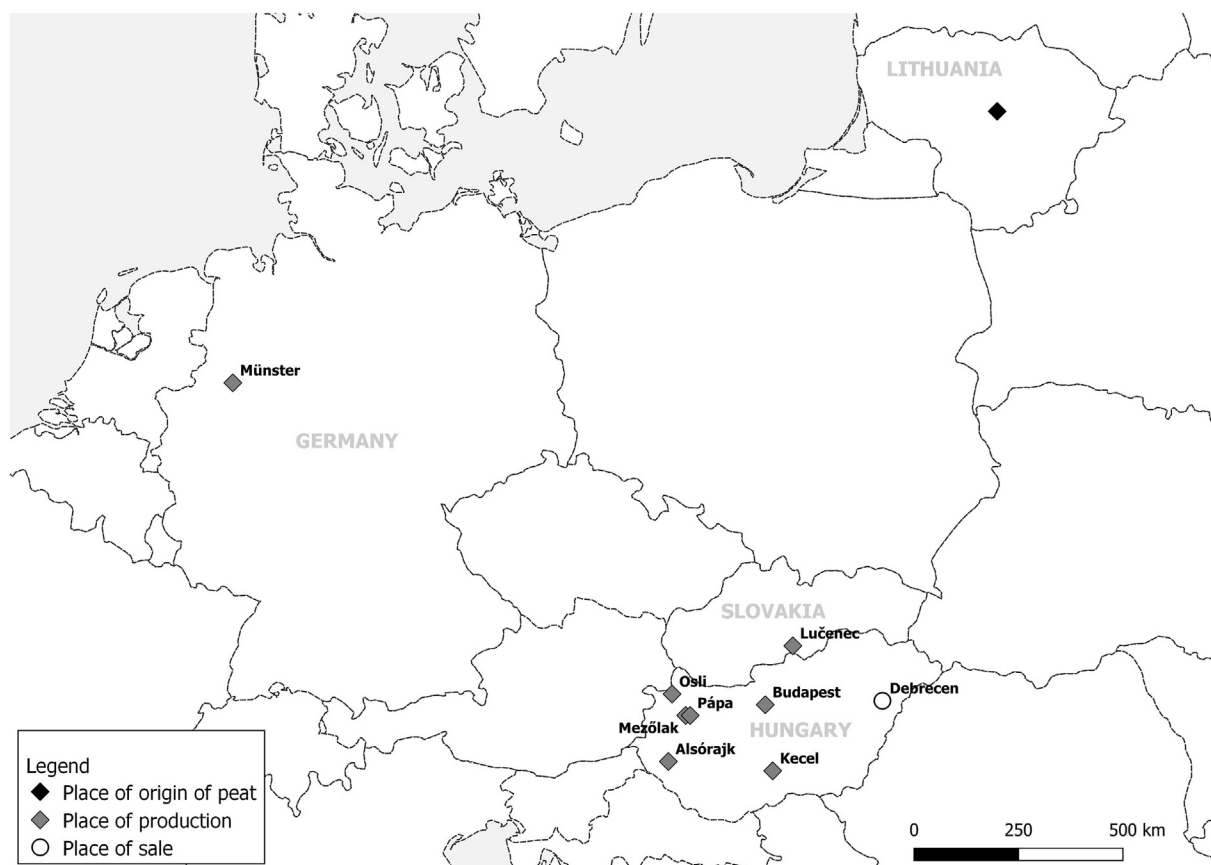 LITHUANIA
Münster
GERMANY
SLOVAKIA
Lučenec
Osli
Pápa
Budapest
Debrecen
Mezőlak
HUNGARY
Alsórajk
Kecel
Legend
Place of origin of peat
Place of production
Place of sale
0 250 500 km